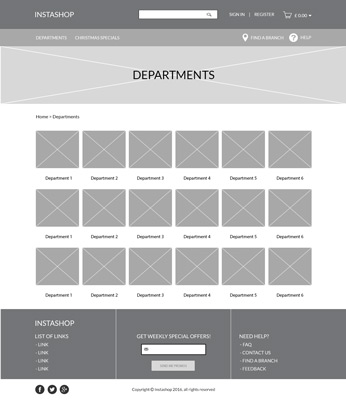 INSTASHOP
SIGN IN | REGISTER £ 0.00
DEPARTMENTS CHRISTMAS SPECIALS FIND A BRANCH ? HELP
DEPARTMENTS
Home > Departments
Department 1 Department 2 Department 3 Department 4 Department 5 Department 6
Department 1 Department 2 Department 3 Department 4 Department 5 Department 6
Department 1 Department 2 Department 3 Department 4 Department 5 Department 6
INSTASHOP
LIST OF LINKS
- LINK
- LINK
- LINK
- LINK
GET WEEKLY SPECIAL OFFERS!
NEED HELP?
- FAQ
- CONTACT US
- FIND A BRANCH
- FEEDBACK
Copyright © instashop 2016, all rights reserved